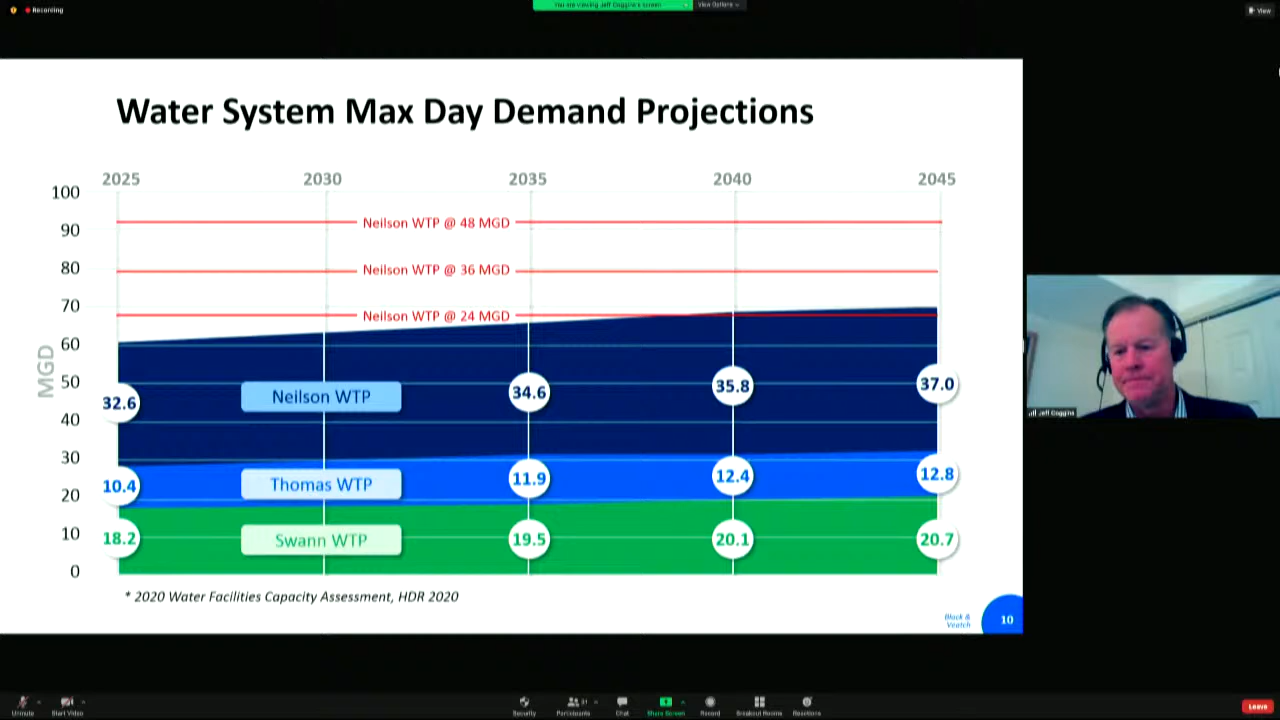 Recording
You are viewing Jeff Coggins's screen
View Options
View
Water System Max Day Demand Projections
2025 2030 2035 2040 2045
100
90
80
70
60
50
40
30
20
10
0
MGD
Neilson WTP @ 48 MGD
Neilson WTP @ 36 MGD
Neilson WTP @ 24 MGD
Neilson WTP
32.6 34.6 35.8 37.0
Thomas WTP
10.4 11.9 12.4 12.8
Swann WTP
18.2 19.5 20.1 20.7
* 2020 Water Facilities Capacity Assessment, HDR 2020
Black &
Veatch
10
Jeff Coggins
Unmute
Start Video
Security
Participants
31
Chat
Share Screen
Record
Breakout Rooms
Reactions
Leave